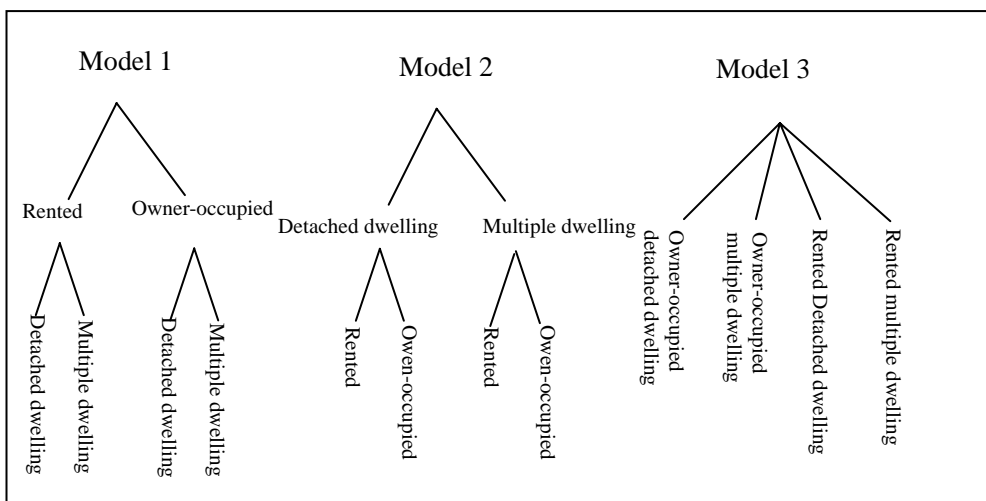 Model 1
Rented
Owner-occupied
Detached dwelling
Multiple dwelling
Detached dwelling
Multiple dwelling
Model 2
Detached dwelling
Multiple dwelling
Rented
Owen-occupied
Rented
Owen-occupied
Model 3
Owner-occupied
detached dwelling
Owner-occupied
multiple dwelling
Rented Detached dwelling
Rented multiple dwelling